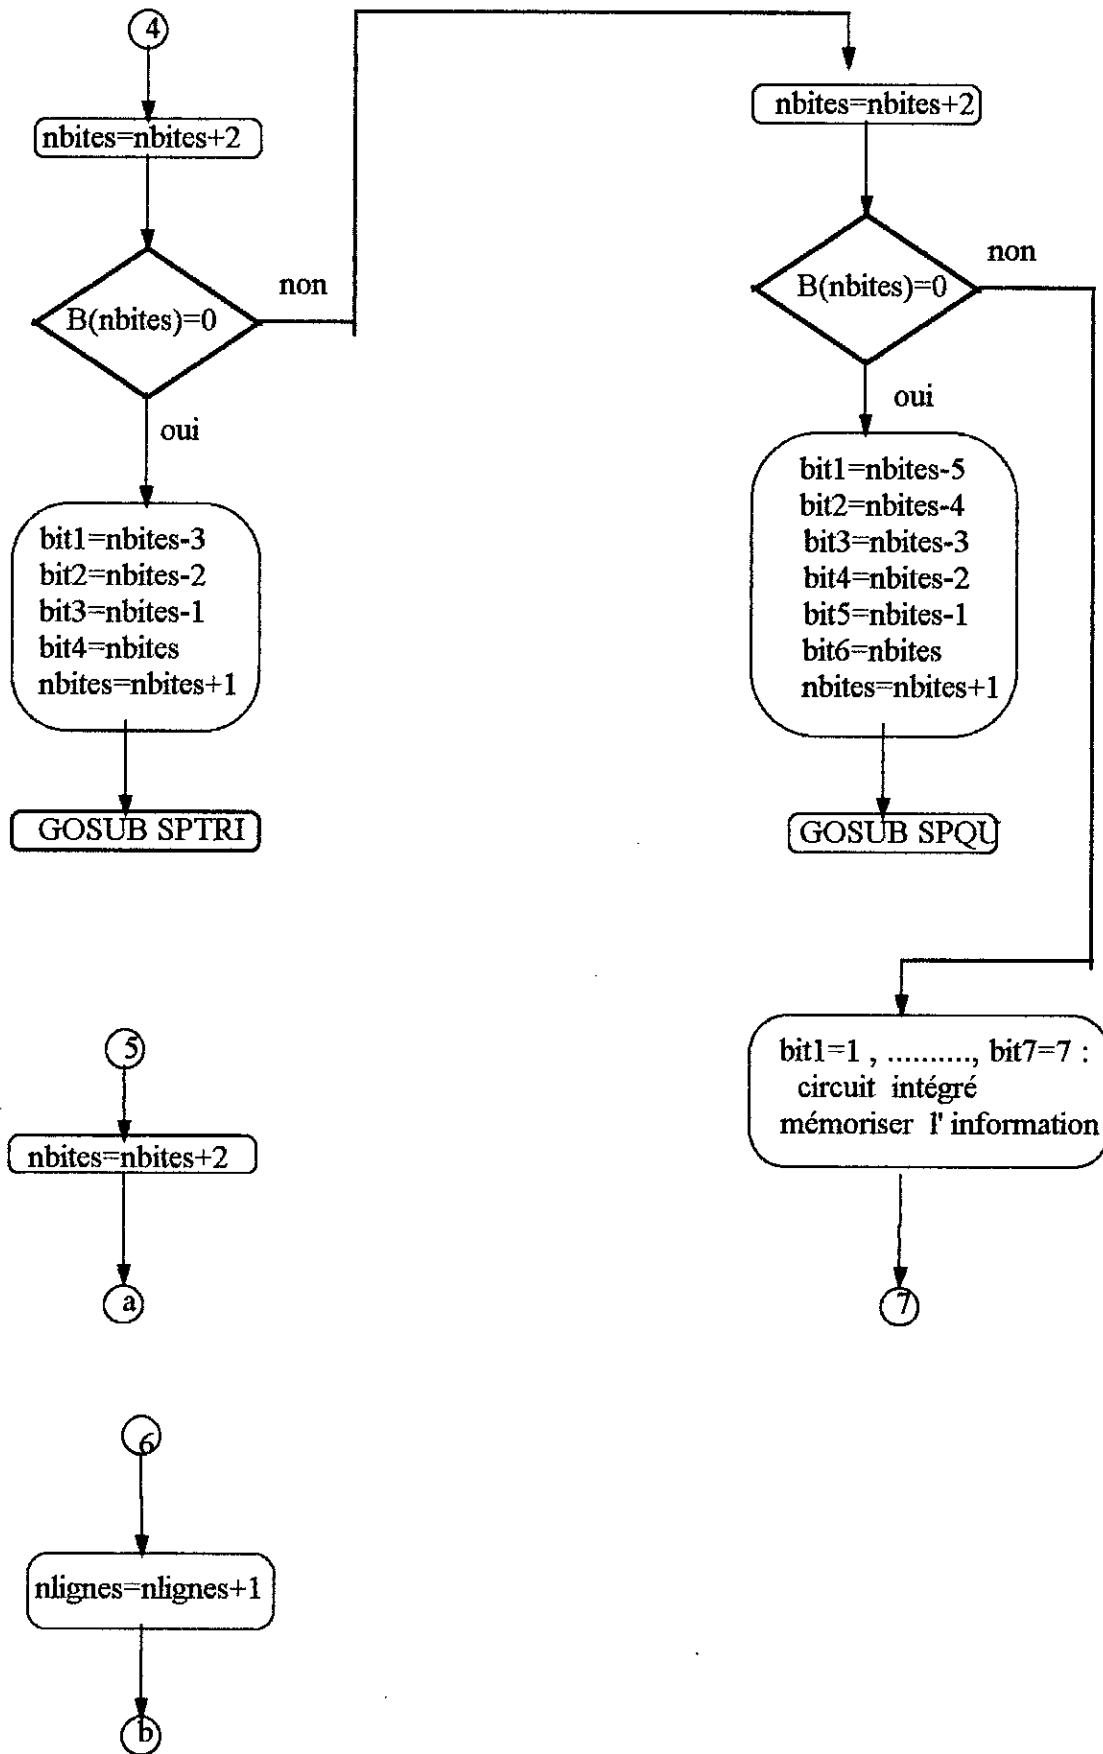 4
nbites=nbites+2
B(nbites)=0
non
oui
bit1=nbites-3
bit2=nbites-2
bit3=nbites-1
bit4=nbites
nbites=nbites+1
GOSUB SPTRI
nbites=nbites+2
B(nbites)=0
non
oui
bit1=nbites-5
bit2=nbites-4
bit3=nbites-3
bit4=nbites-2
bit5=nbites-1
bit6=nbites
nbites=nbites+1
GOSUB SPQU
bit1=1 , .........., bit7=7 :
circuit intégré
mémoriser l' information
7
5
nbites=nbites+2
a
6
nlignes=nlignes+1
b